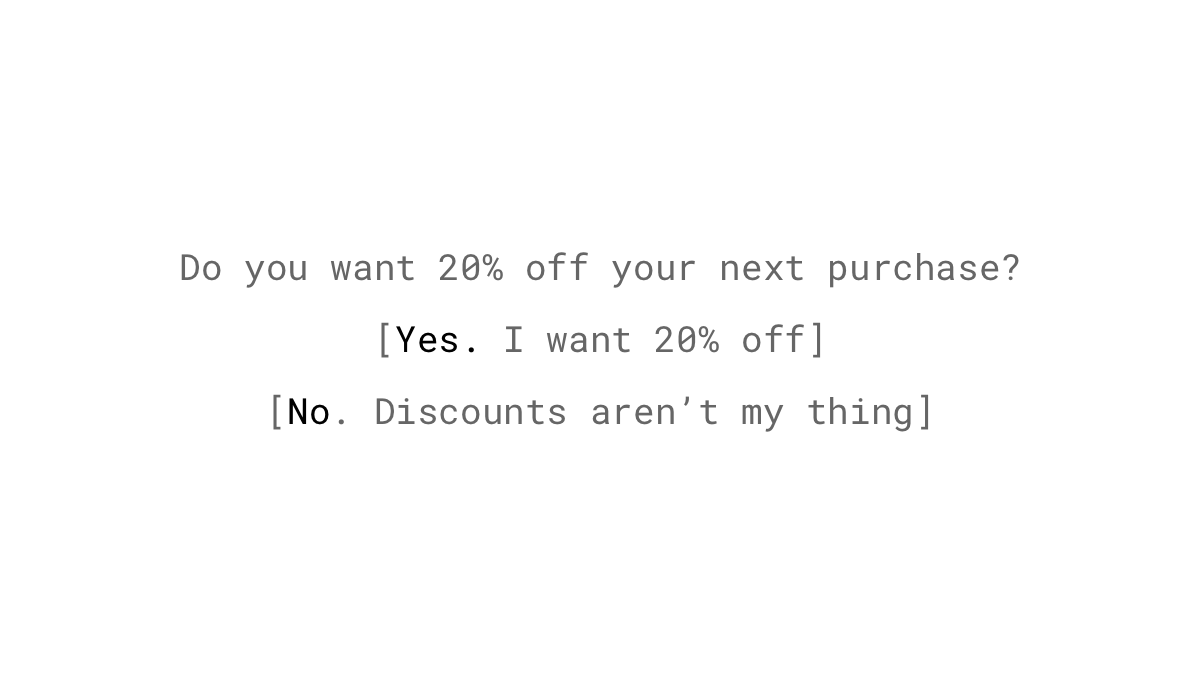 Do you want 20% off your next purchase?
[Yes. I want 20% off]
[No. Discounts aren’t my thing]